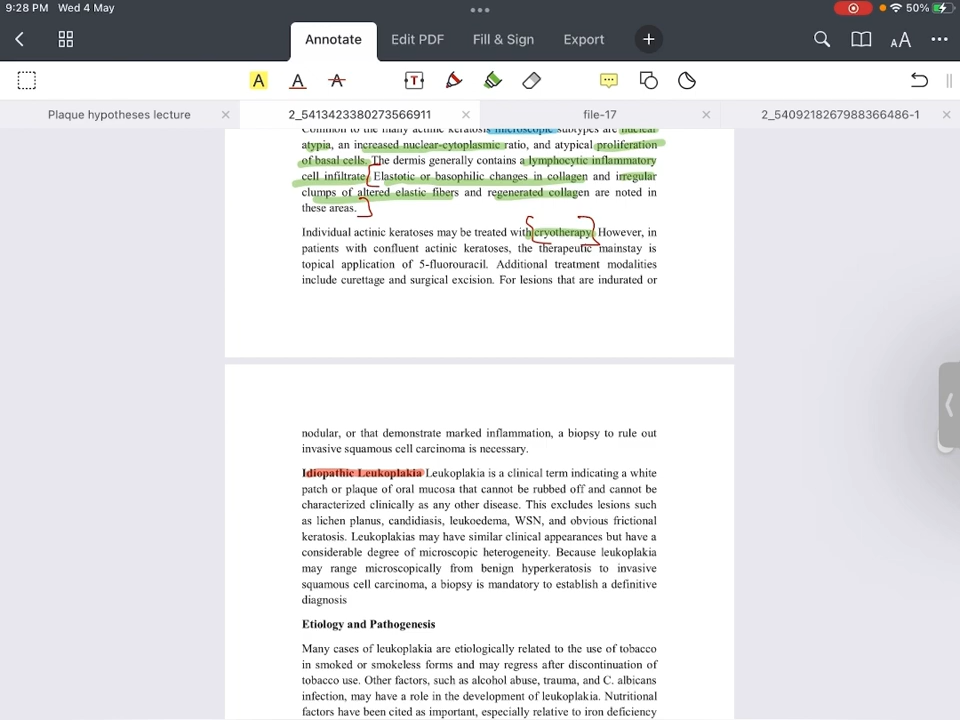 9:28 PM Wed 4 May
50%
Annotate
Edit PDF
Fill & Sign
Export
Plaque hypotheses lecture
2_5413423380273566911
file-17
2_5409218267988366486-1
Common to the many actinic keratosis microscopic subtypes are nuclear
atypia, an increased nuclear-cytoplasmic ratio, and atypical proliferation
of basal cells. The dermis generally contains a lymphocytic inflammatory
cell infiltrate. Elastotic or basophilic changes in collagen and irregular
clumps of altered elastic fibers and regenerated collagen are noted in
these areas.
Individual actinic keratoses may be treated with cryotherapy. However, in
patients with confluent actinic keratoses, the therapeutic mainstay is
topical application of 5-fluorouracil. Additional treatment modalities
include curettage and surgical excision. For lesions that are indurated or
nodular, or that demonstrate marked inflammation, a biopsy to rule out
invasive squamous cell carcinoma is necessary.
Idiopathic Leukoplakia Leukoplakia is a clinical term indicating a white
patch or plaque of oral mucosa that cannot be rubbed off and cannot be
characterized clinically as any other disease. This excludes lesions such
as lichen planus, candidiasis, leukoedema, WSN, and obvious frictional
keratosis. Leukoplakias may have similar clinical appearances but have a
considerable degree of microscopic heterogeneity. Because leukoplakia
may range microscopically from benign hyperkeratosis to invasive
squamous cell carcinoma, a biopsy is mandatory to establish a definitive
diagnosis
Etiology and Pathogenesis
Many cases of leukoplakia are etiologically related to the use of tobacco
in smoked or smokeless forms and may regress after discontinuation of
tobacco use. Other factors, such as alcohol abuse, trauma, and C. albicans
infection, may have a role in the development of leukoplakia. Nutritional
factors have been cited as important, especially relative to iron deficiency